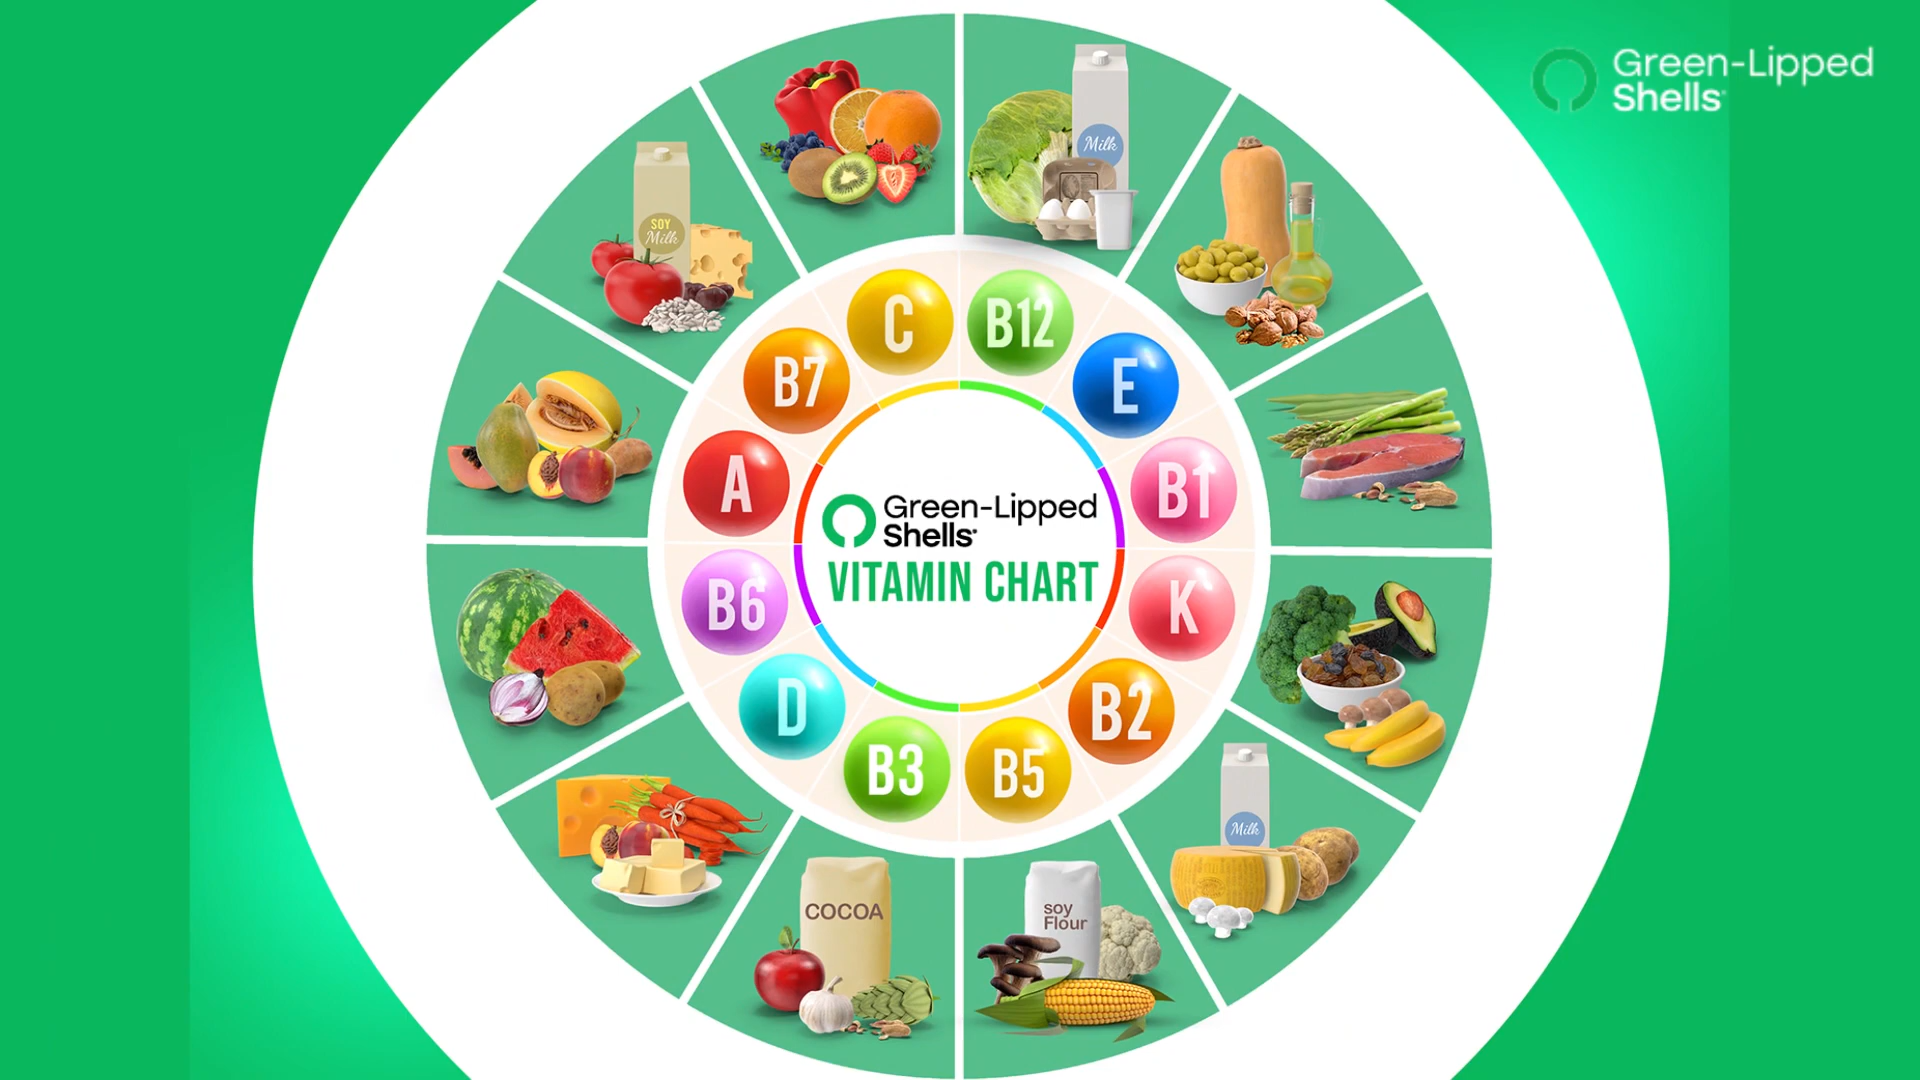 Green-Lipped
Shells
Milk
SOY
Milk
C
B12
B7
E
A
B1
Green-Lipped
Shells
VITAMIN CHART
B6
K
D
B2
B3
B5
Milk
COCOA
soy
Flour